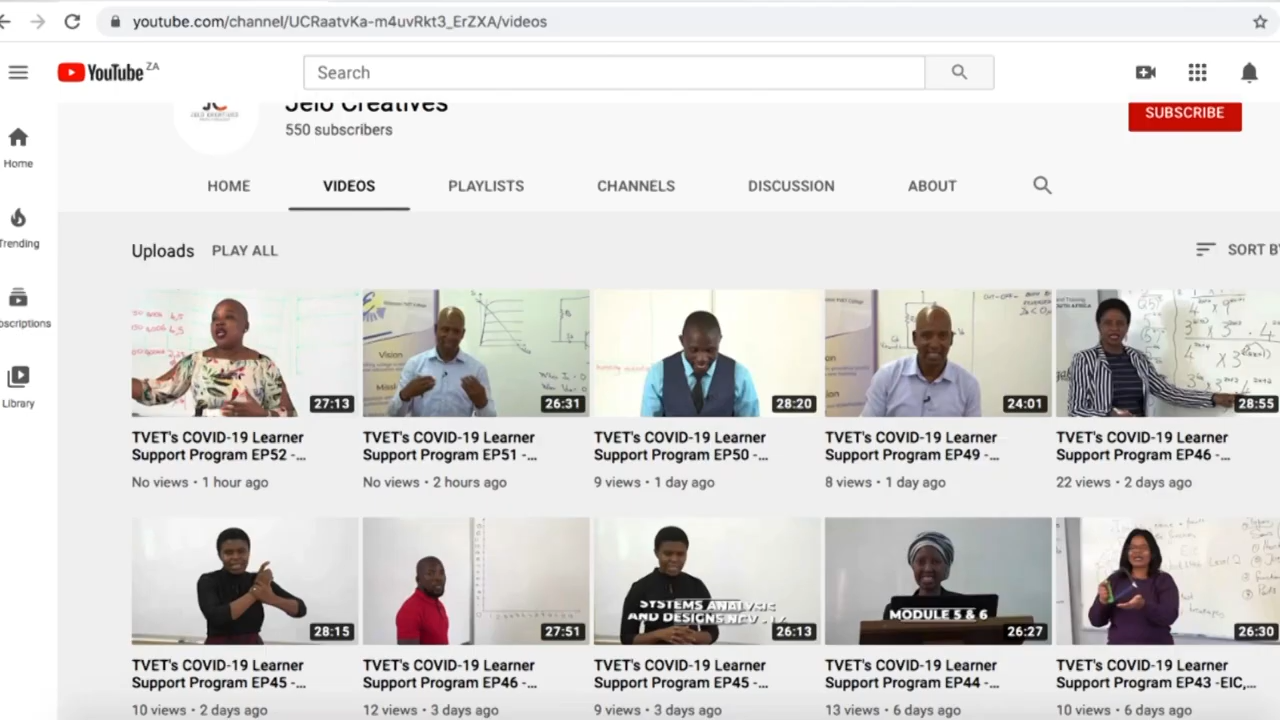 youtube.com/channel/UCRaatvKa-m4uvRkt3_ErZXA/videos
YouTube ZA
Search
Jelo Creatives
550 subscribers
SUBSCRIBE
Home
HOME
VIDEOS
PLAYLISTS
CHANNELS
DISCUSSION
ABOUT
Trending
Uploads
PLAY ALL
SORT BY
bscriptions
Library
Vision
27:13
26:31
28:20
24:01
28:55
TVET's COVID-19 Learner
Support Program EP52 -...
No views • 1 hour ago
TVET's COVID-19 Learner
Support Program EP51 -...
No views • 2 hours ago
TVET's COVID-19 Learner
Support Program EP50 -...
9 views • 1 day ago
TVET's COVID-19 Learner
Support Program EP49 -...
8 views • 1 day ago
TVET's COVID-19 Learner
Support Program EP46 -...
22 views • 2 days ago
28:15
27:51
SYSTEMS ANALYSIS
AND DESIGNS NCV -
26:13
MODULE 5 & 6
26:27
26:30
TVET's COVID-19 Learner
Support Program EP45 -...
10 views • 2 days ago
TVET's COVID-19 Learner
Support Program EP46 -...
12 views • 3 days ago
TVET's COVID-19 Learner
Support Program EP45 -...
9 views • 3 days ago
TVET's COVID-19 Learner
Support Program EP44 -...
13 views • 6 days ago
TVET's COVID-19 Learner
Support Program EP43 -EIC,...
10 views • 6 days ago